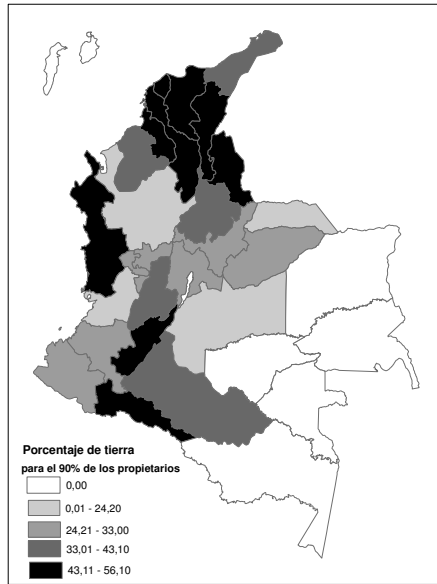 Porcentaje de tierra
para el 90% de los propietarios
0,00
0,01 - 24,20
24,21 - 33,00
33,01 - 43,10
43,11 - 56,10